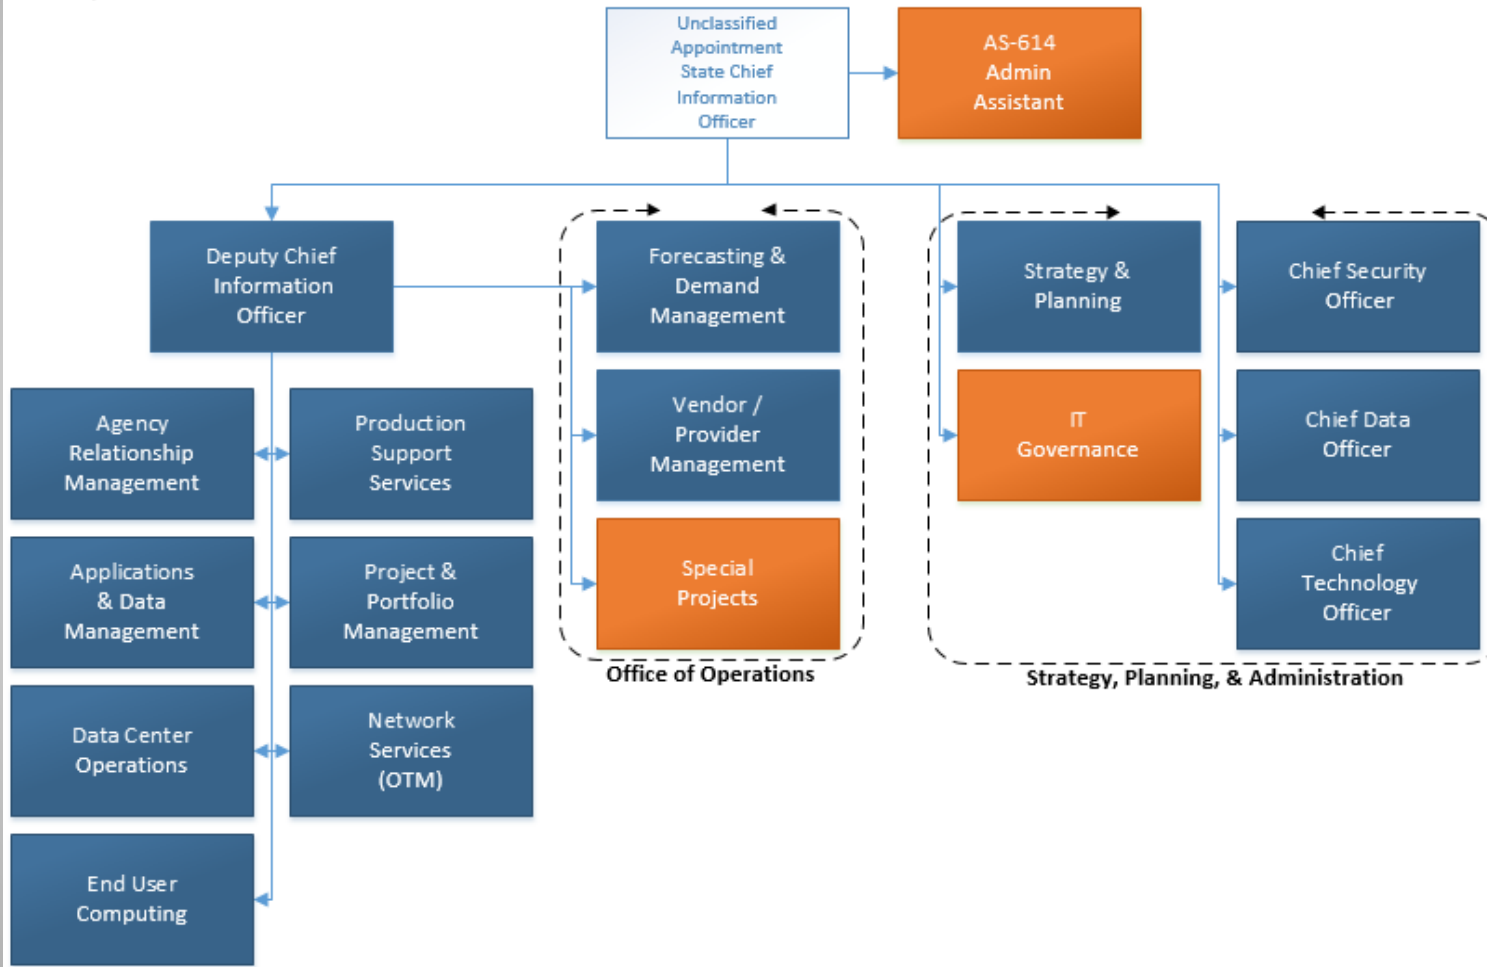 Unclassified
Appointment
State Chief
Information
Officer
AS-614
Admin
Assistant
Deputy Chief
Information
Officer
Forecasting &
Demand
Management
Strategy &
Planning
Chief Security
Officer
Agency
Relationship
Management
Production
Support
Services
Vendor /
Provider
Management
IT
Governance
Chief Data
Officer
Applications
& Data
Management
Project &
Portfolio
Management
Special
Projects
Chief
Technology
Officer
Office of Operations
Strategy, Planning, & Administration
Data Center
Operations
Network
Services
(OTM)
End User
Computing